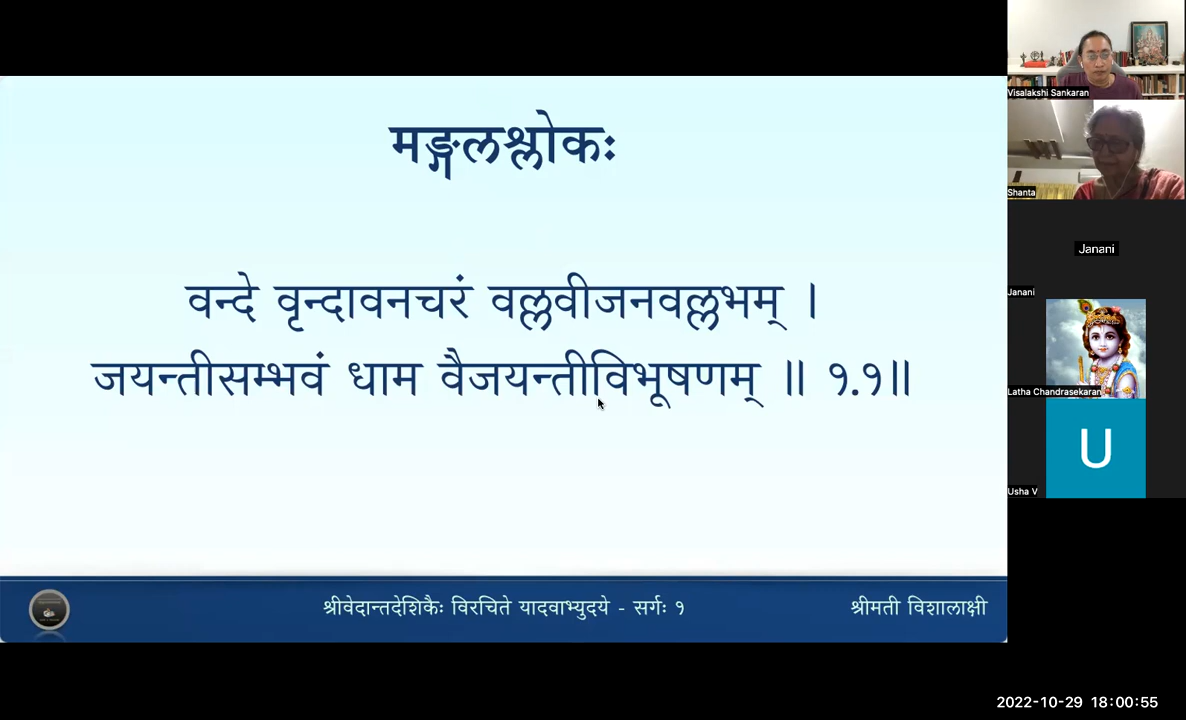 मङ्गलश्लोकः
वन्दे वृन्दावनचरं वल्लवीजनवल्लभम् ।
जयन्तीसम्भवं धाम वैजयन्तीविभूषणम् ॥ १.१॥
श्रीवेदान्तदेशिकैः विरचिते यादवाभ्युदये - सर्गः १
श्रीमती विशालाक्षी
Visalakshi Sankaran
Shanta
Janani
Janani
Latha Chandrasekaran
U
Usha V
2022-10-29 18:00:55